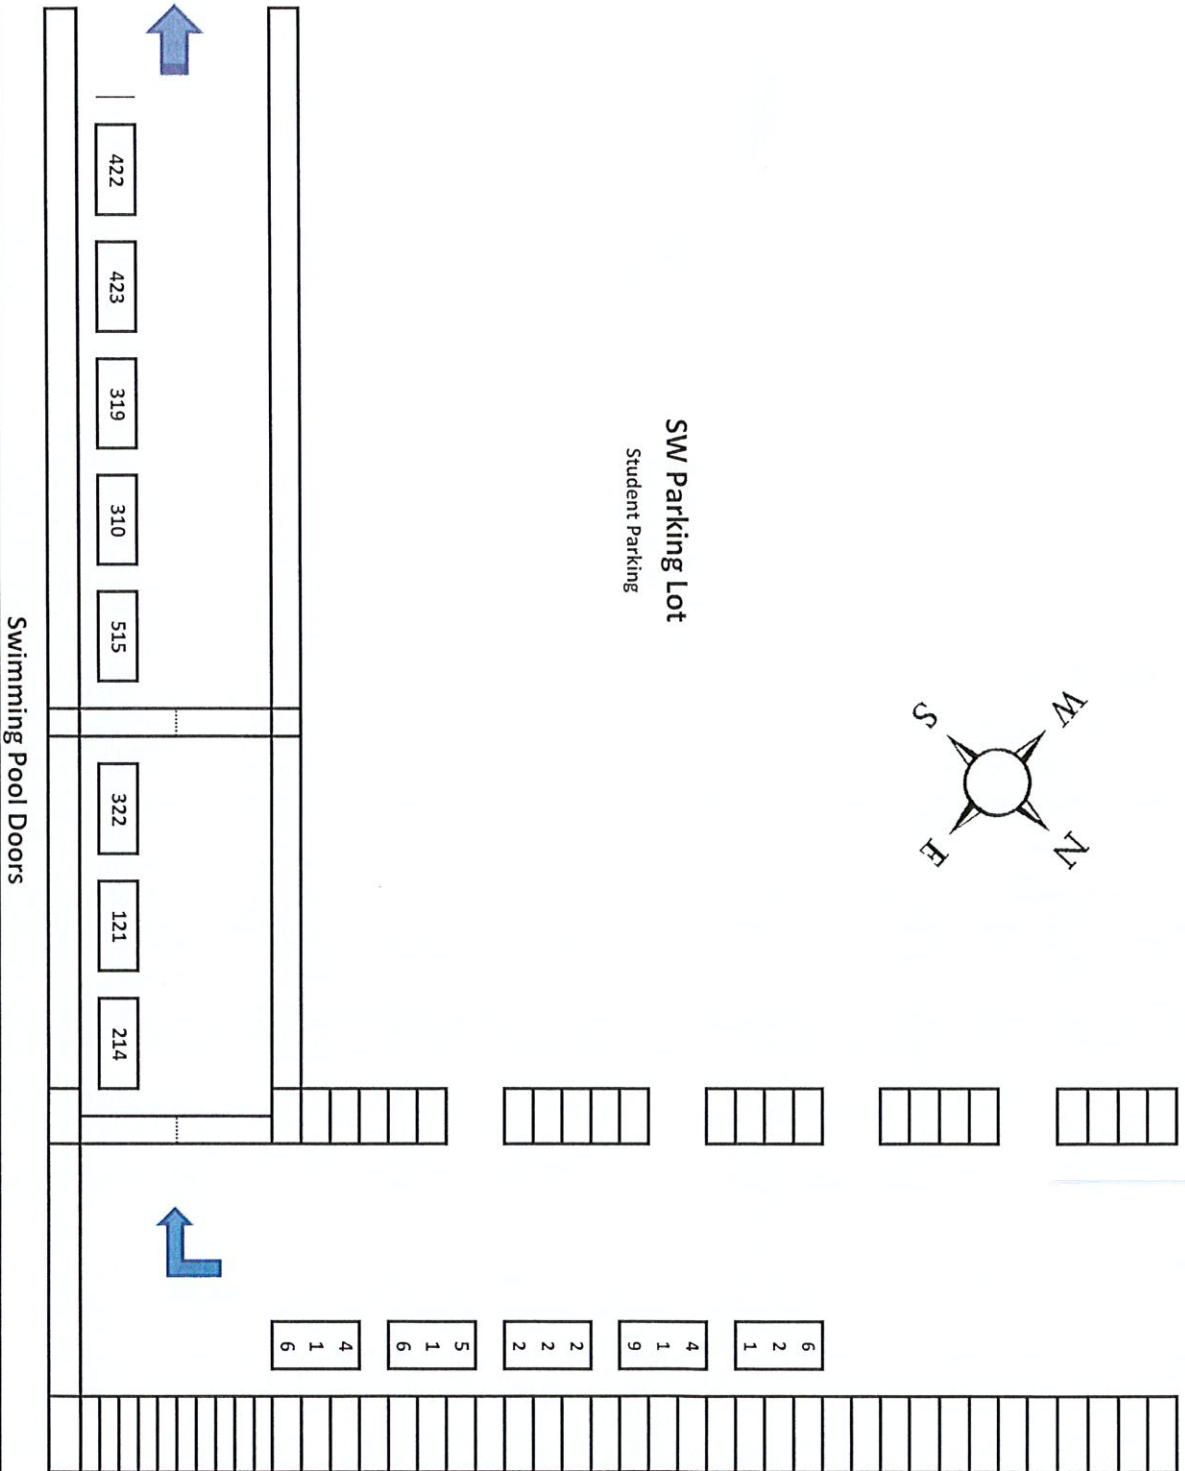 W N
S E
621
419
222
516
416
SW Parking Lot
Student Parking
422 423 319 310 515 322 121 214
Swimming Pool Doors